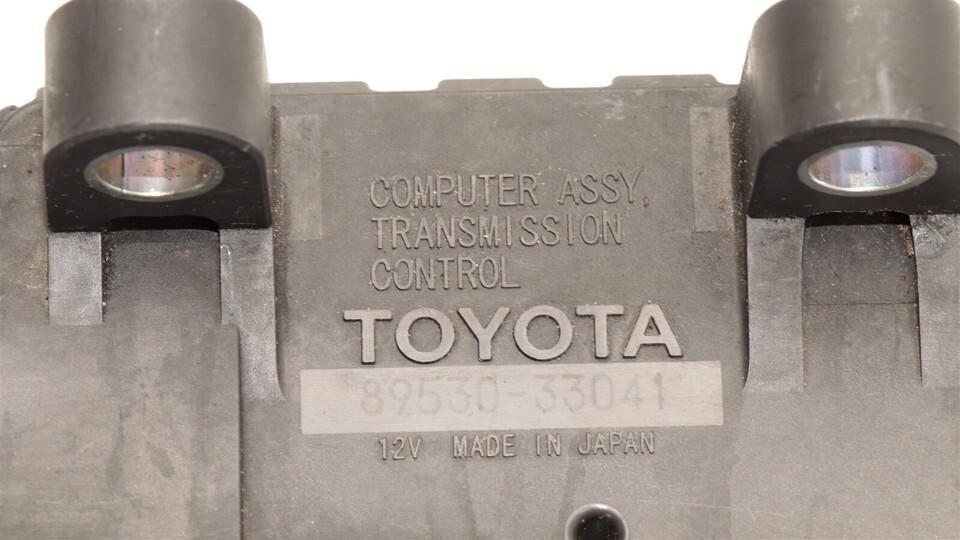 COMPUTER ASSY,
TRANSMISSION
CONTROL
TOYOTA
89530-33041
12V MADE IN JAPAN